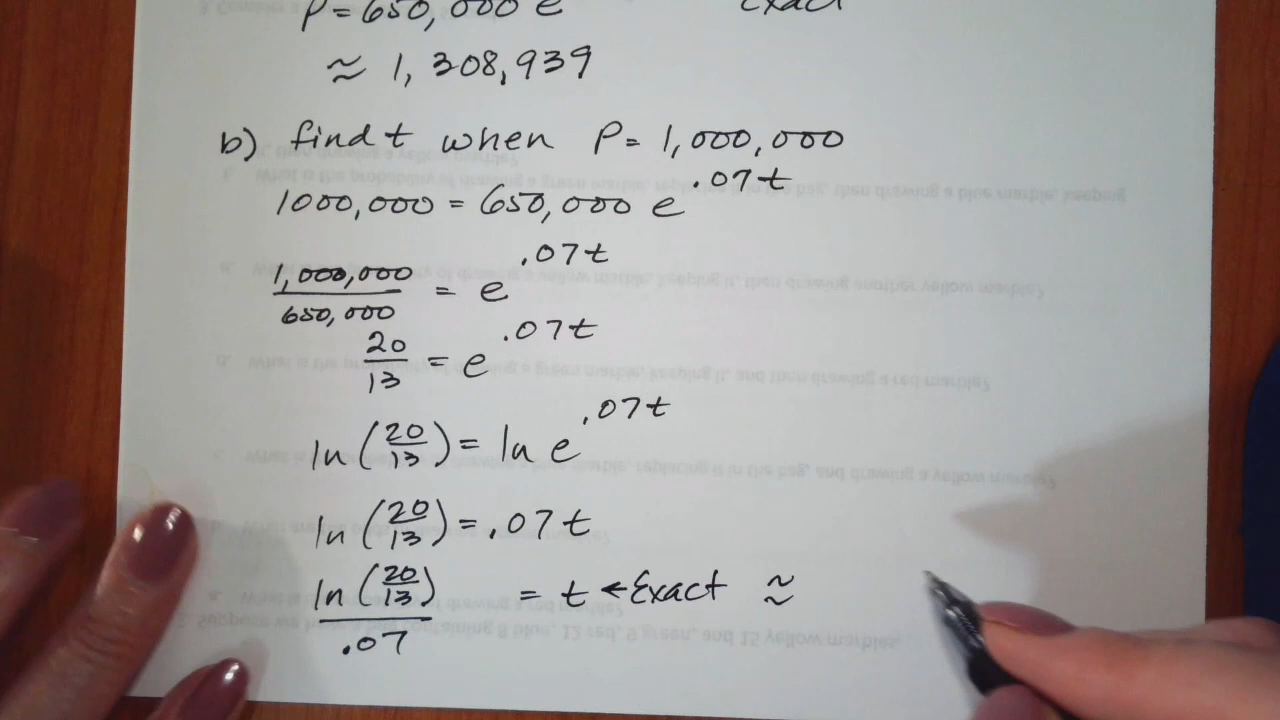 P = 650,000 e Exact
≈ 1,308,939
b) find t when P = 1,000,000
1000,000 = 650,000 e^.07t
1,000,000/650,000 = e^.07t
20/13 = e^.07t
ln(20/13) = ln e^.07t
ln(20/13) = .07t
ln(20/13)/.07 = t ← Exact ≈